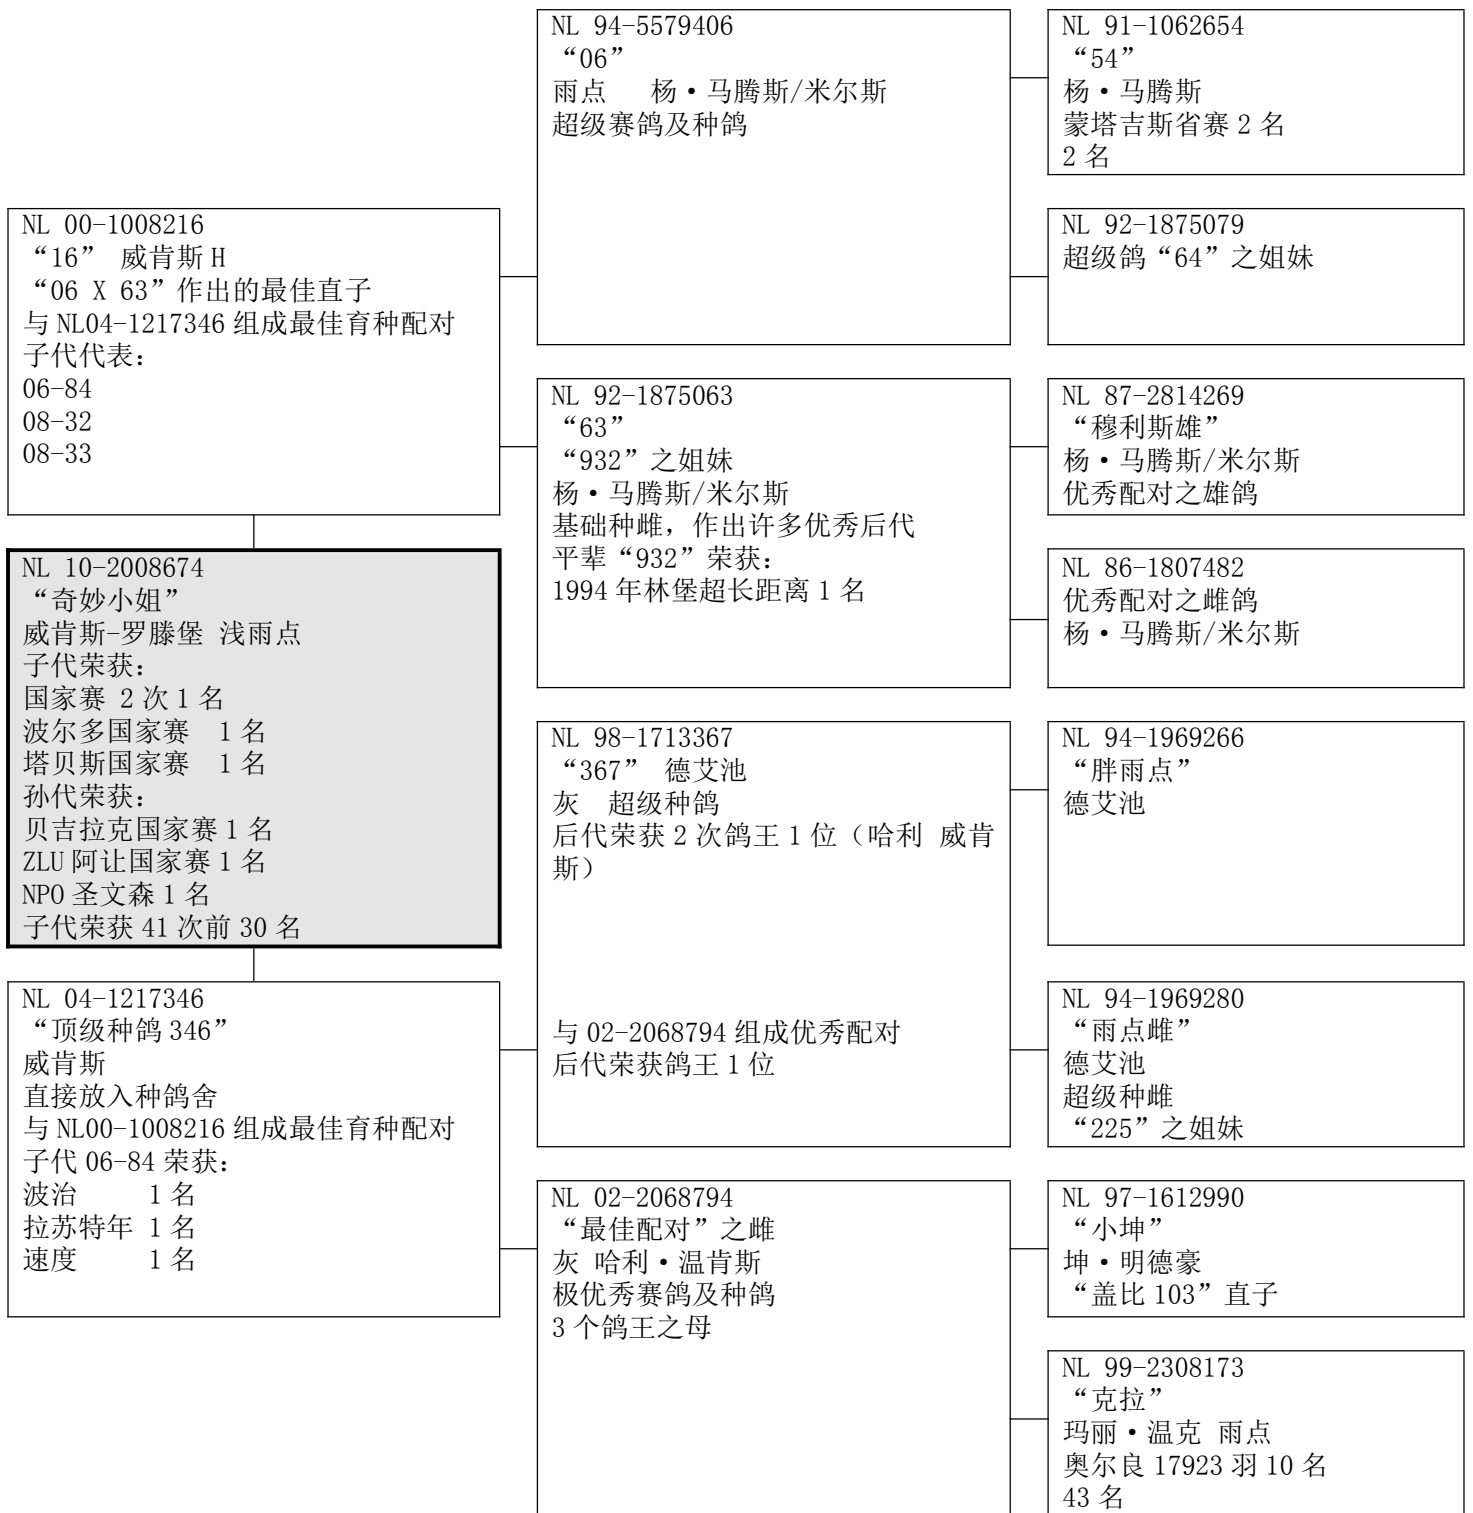 NL 94-5579406
“06”
雨点 杨•马腾斯/米尔斯
超级赛鸽及种鸽
NL 91-1062654
“54”
杨•马腾斯
蒙塔吉斯省赛 2 名
2 名
NL 00-1008216
“16” 威肯斯 H
“06 X 63”作出的最佳直子
与 NL04-1217346 组成最佳育种配对
子代代表：
06-84
08-32
08-33
NL 92-1875079
超级鸽“64”之姐妹
NL 92-1875063
“63”
“932”之姐妹
杨•马腾斯/米尔斯
基础种雌，作出许多优秀后代
平辈“932”荣获：
1994 年林堡超长距离 1 名
NL 87-2814269
“穆利斯雄”
杨•马腾斯/米尔斯
优秀配对之雄鸽
NL 10-2008674
“奇妙小姐”
威肯斯-罗滕堡 浅雨点
子代荣获：
国家赛 2 次 1 名
波尔多国家赛 1 名
塔贝斯国家赛 1 名
孙代荣获：
贝吉拉克国家赛 1 名
ZLU 阿让国家赛 1 名
NPO 圣文森 1 名
子代荣获 41 次前 30 名
NL 86-1807482
优秀配对之雌鸽
杨•马腾斯/米尔斯
NL 98-1713367
“367” 德艾池
灰 超级种鸽
后代荣获 2 次鸽王 1 位（哈利 威肯
斯）
与 02-2068794 组成优秀配对
后代荣获鸽王 1 位
NL 94-1969266
“胖雨点”
德艾池
NL 04-1217346
“顶级种鸽 346”
威肯斯
直接放入种鸽舍
与 NL00-1008216 组成最佳育种配对
子代 06-84 荣获：
波治 1 名
拉苏特年 1 名
速度 1 名
NL 94-1969280
“雨点雌”
德艾池
超级种雌
“225”之姐妹
NL 02-2068794
“最佳配对”之雌
灰 哈利•温肯斯
极优秀赛鸽及种鸽
3 个鸽王之母
NL 97-1612990
“小坤”
坤•明德豪
“盖比 103”直子
NL 99-2308173
“克拉”
玛丽•温克 雨点
奥尔良 17923 羽 10 名
43 名